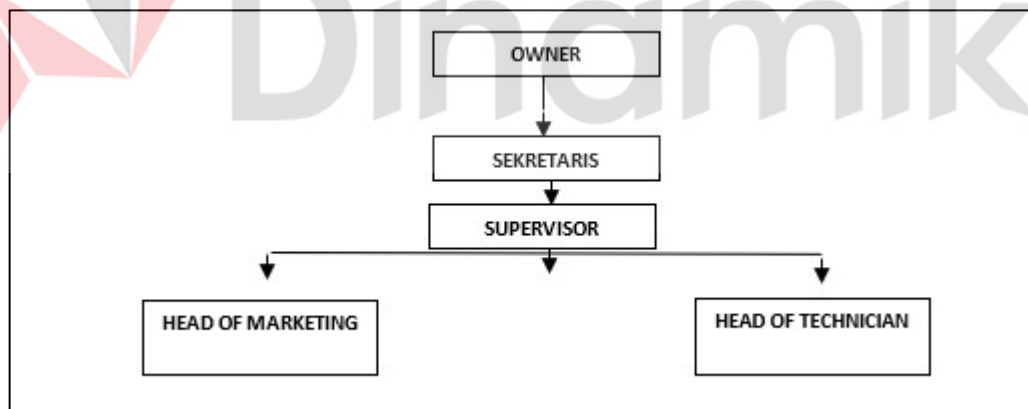 Dinamik
OWNER
SEKRETARIS
SUPERVISOR
HEAD OF MARKETING
HEAD OF TECHNICIAN